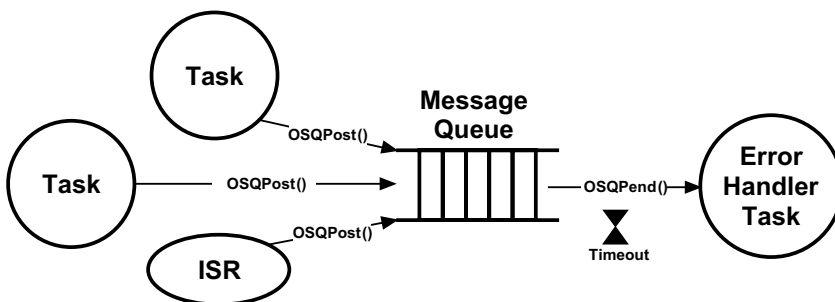 Task
OSQPost()
Message
Queue
Task
OSQPost()
OSQPend()
Error
Handler
Task
OSQPost()
ISR
Timeout